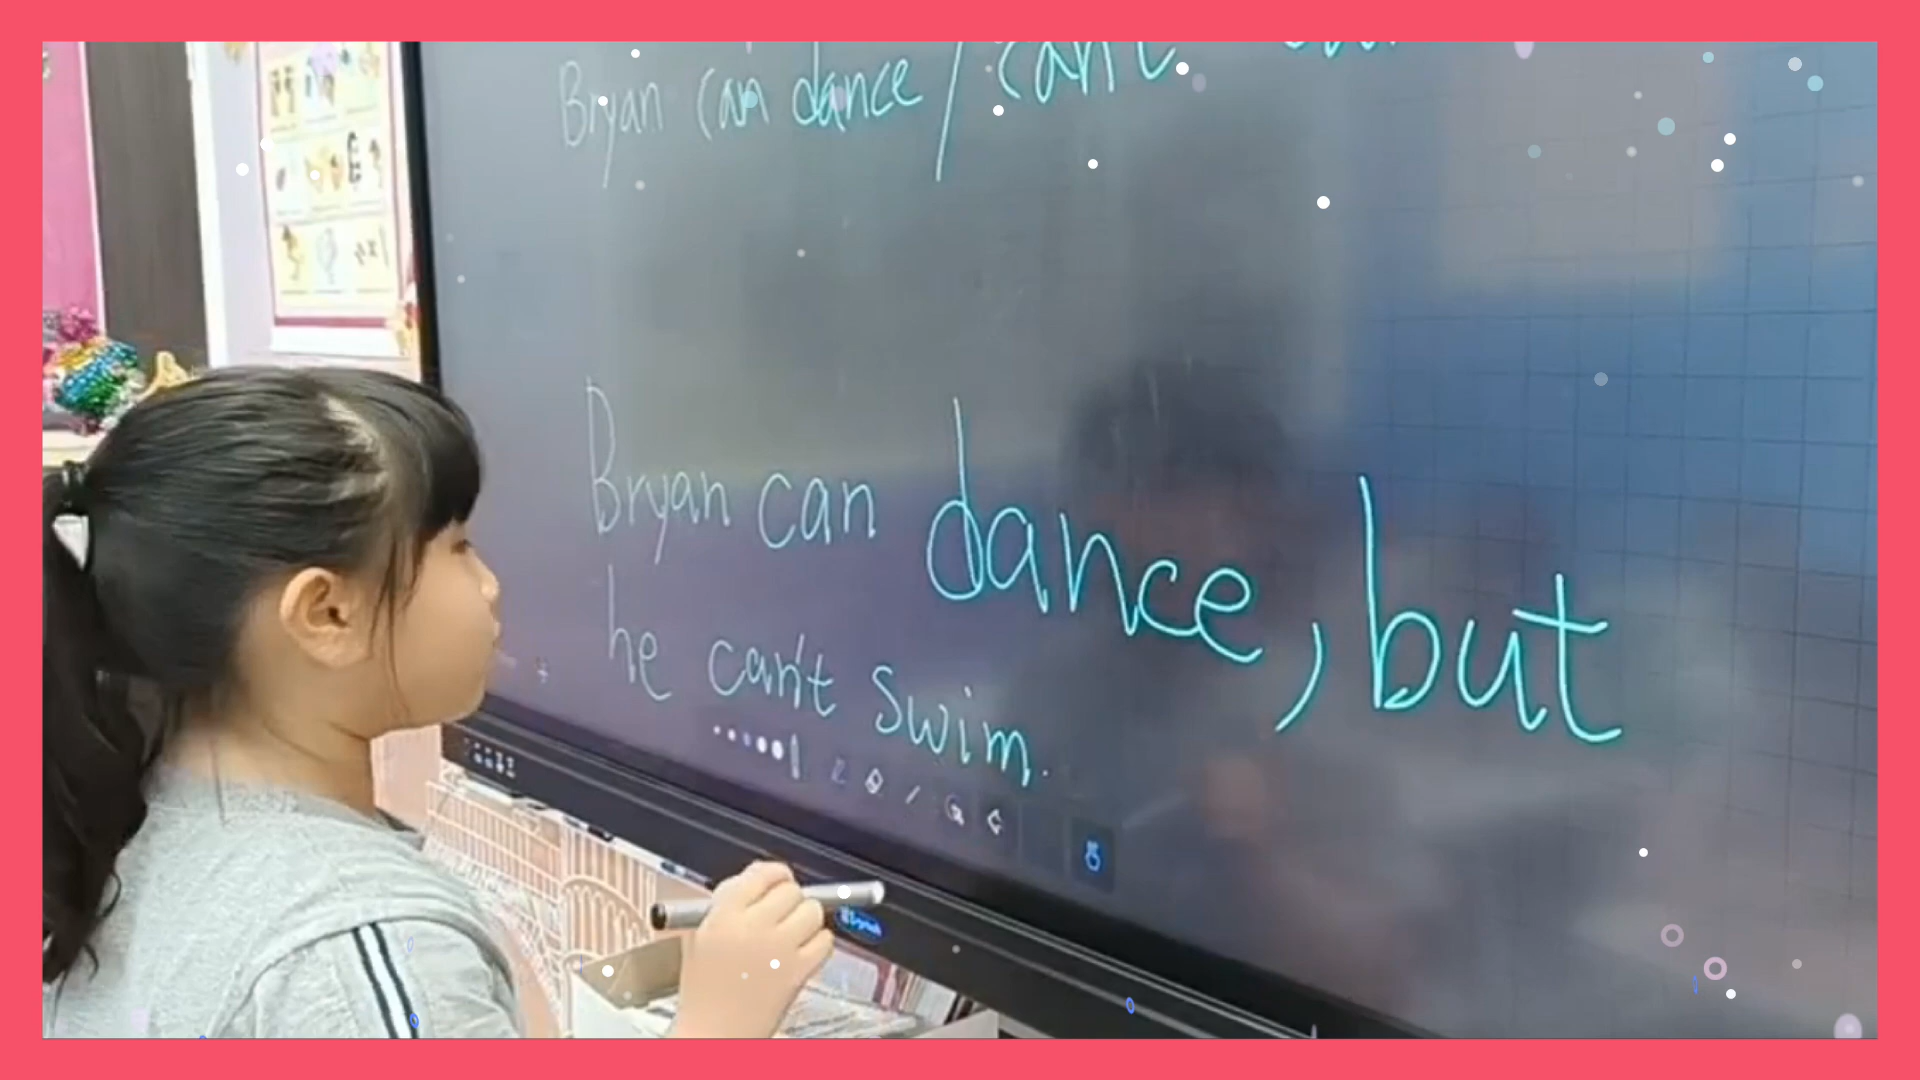 Bryan can dance / can't
Bryan can dance, but
he can't swim.